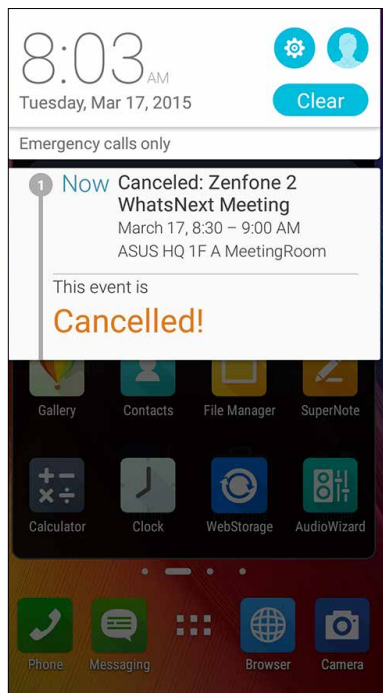 8:03 AM
Tuesday, Mar 17, 2015
Clear
Emergency calls only
1 Now Canceled: Zenfone 2
WhatsNext Meeting
March 17, 8:30 – 9:00 AM
ASUS HQ 1F A MeetingRoom
This event is
Cancelled!
Gallery Contacts File Manager SuperNote
Calculator Clock WebStorage AudioWizard
Phone Messaging Browser Camera